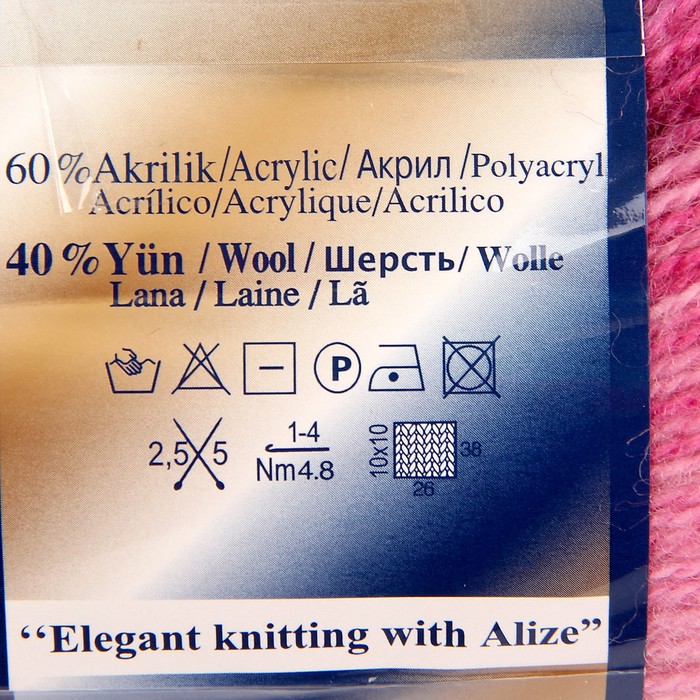 60% Akrilik/Acrylic/ Акрил /Polyacryl
Acrílico/Acrylique/Acrilico
40% Yün / Wool / Шерсть/ Wolle
Lana / Laine / Lã
P
2,5 5 1-4 10x10 38
Nm4.8 26
“Elegant knitting with Alize”